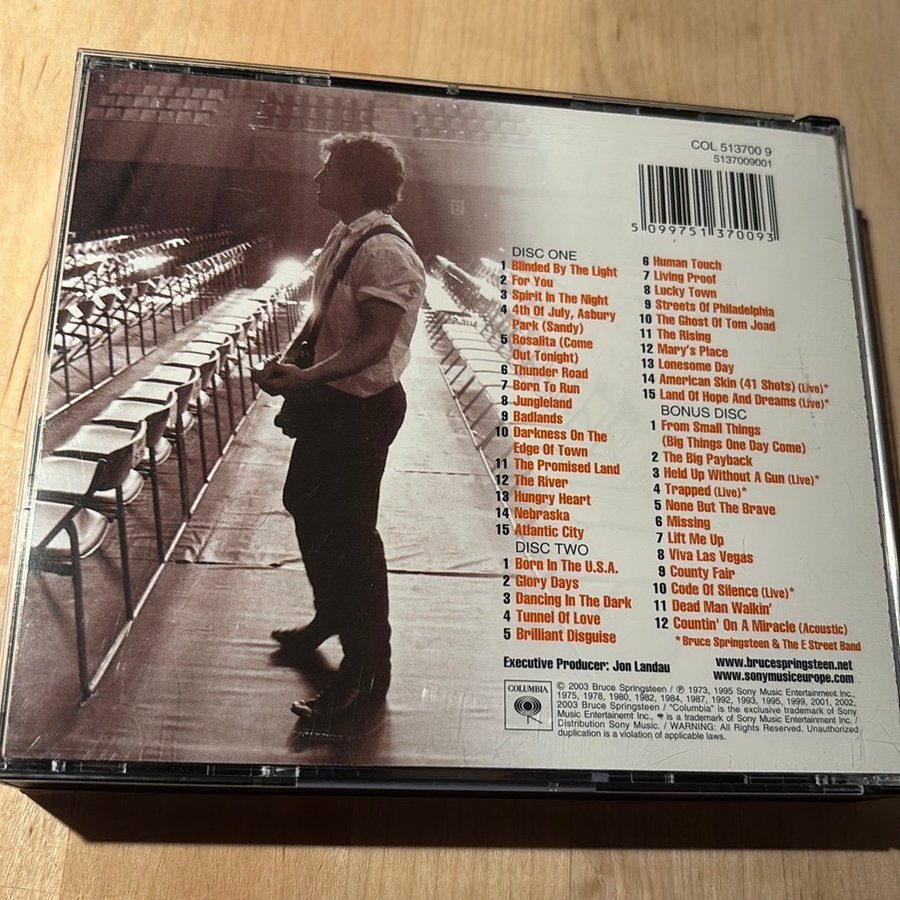 COL 513700 9
5137009001
5 099751 370093
DISC ONE
1 Blinded By The Light
2 For You
3 Spirit In The Night
4 4th Of July, Asbury
Park (Sandy)
5 Rosalita (Come
Out Tonight)
6 Thunder Road
7 Born To Run
8 Jungleland
9 Badlands
10 Darkness On The
Edge Of Town
11 The Promised Land
12 The River
13 Hungry Heart
14 Nebraska
15 Atlantic City
DISC TWO
1 Born In The U.S.A.
2 Glory Days
3 Dancing In The Dark
4 Tunnel Of Love
5 Brilliant Disguise
6 Human Touch
7 Living Proof
8 Lucky Town
9 Streets Of Philadelphia
10 The Ghost Of Tom Joad
11 The Rising
12 Mary's Place
13 Lonesome Day
14 American Skin (41 Shots) (Live)*
15 Land Of Hope And Dreams (Live)*
BONUS DISC
1 From Small Things
(Big Things One Day Come)
2 The Big Payback
3 Held Up Without A Gun (Live)*
4 Trapped (Live)*
5 None But The Brave
6 Missing
7 Lift Me Up
8 Viva Las Vegas
9 County Fair
10 Code Of Silence (Live)*
11 Dead Man Walkin'
12 Countin' On A Miracle (Acoustic)
*Bruce Springsteen & The E Street Band
Executive Producer: Jon Landau
www.brucespringsteen.net
www.sonymusiceurope.com
COLUMBIA
© 2003 Bruce Springsteen / ℗ 1973, 1995 Sony Music Entertainment Inc.,
1975, 1978, 1980, 1982, 1984, 1987, 1992, 1993, 1995, 1999, 2001, 2002,
2003 Bruce Springsteen / "Columbia" is the exclusive trademark of Sony
Music Entertainemt Inc., is a trademark of Sony Music Entertainment Inc. /
Distribution Sony Music. / WARNING: All Rights Reserved. Unauthorized
duplication is a violation of applicable laws.